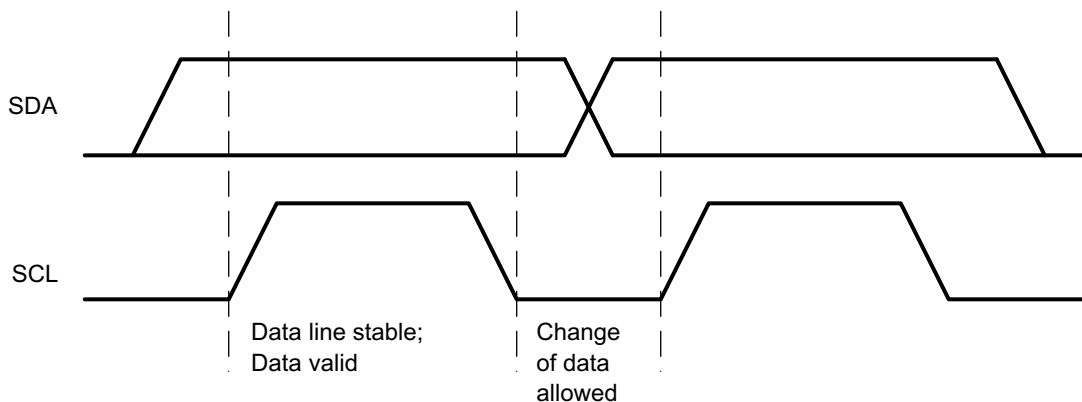 SDA
SCL
Data line stable;
Data valid
Change
of data
allowed